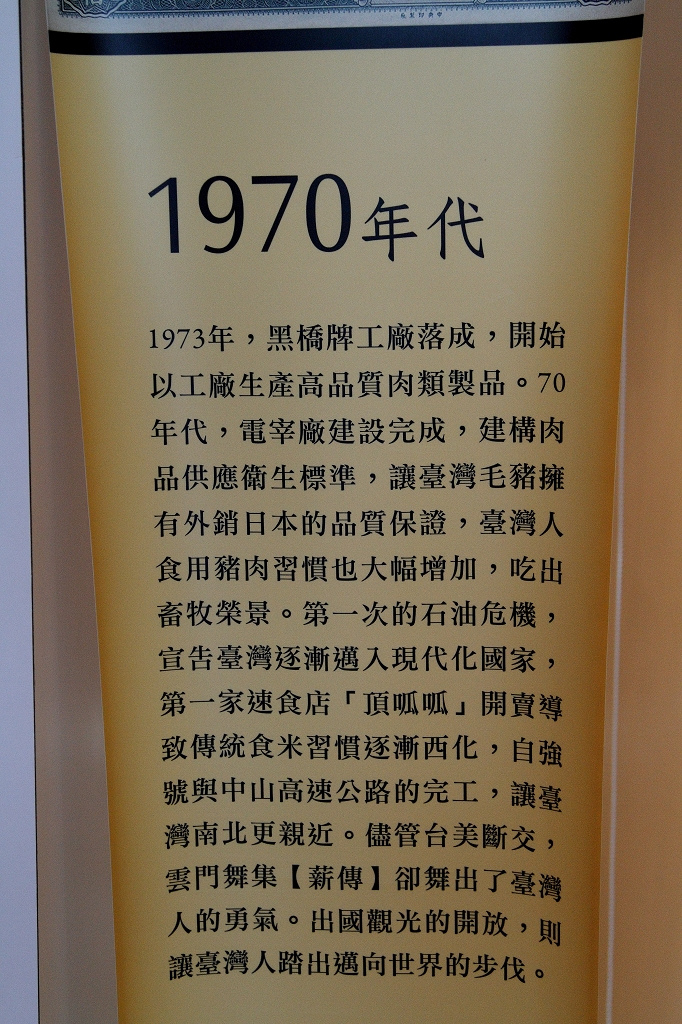 1970年代
1973年，黑橋牌工廠落成，開始
以工廠生產高品質肉類製品。70
年代，電宰廠建設完成，建構肉
品供應衛生標準，讓臺灣毛豬擁
有外銷日本的品質保證，臺灣人
食用豬肉習慣也大幅增加，吃出
畜牧榮景。第一次的石油危機，
宣告臺灣逐漸邁入現代化國家，
第一家速食店「頂呱呱」開賣導
致傳統食米習慣逐漸西化，自強
號與中山高速公路的完工，讓臺
灣南北更親近。儘管台美斷交，
雲門舞集【薪傳】卻舞出了臺灣
人的勇氣。出國觀光的開放，則
讓臺灣人踏出邁向世界的步伐。